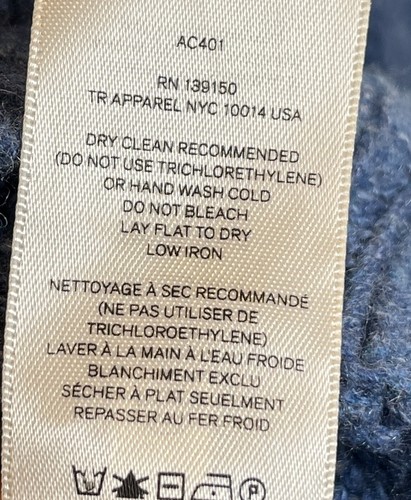 AC401
RN 139150
TR APPAREL NYC 10014 USA
DRY CLEAN RECOMMENDED
(DO NOT USE TRICHLORETHYLENE)
OR HAND WASH COLD
DO NOT BLEACH
LAY FLAT TO DRY
LOW IRON
NETTOYAGE À SEC RECOMMANDÉ
(NE PAS UTILISER DE
TRICHLOROETHYLENE)
LAVER À LA MAIN À L'EAU FROIDE
BLANCHIMENT EXCLU
SÉCHER À PLAT SEUELMENT
REPASSER AU FER FROID
P